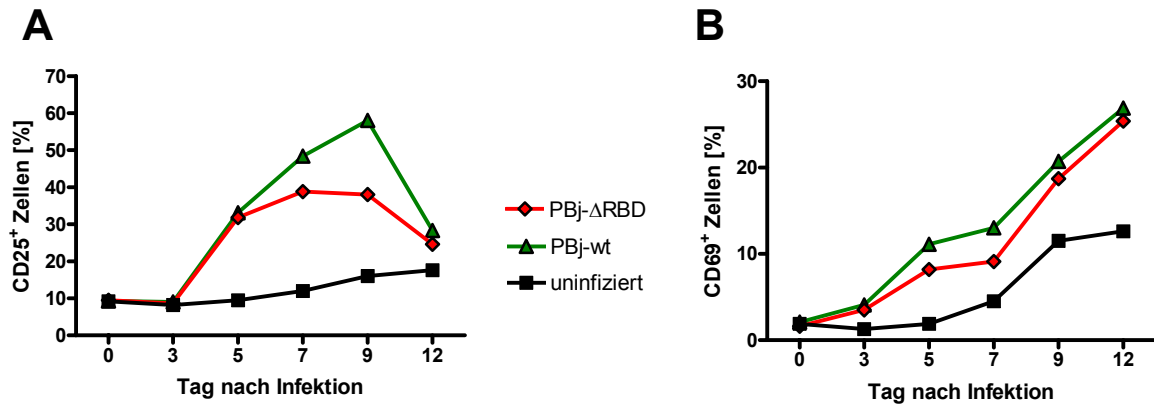 A
CD25+ Zellen [%]
70
60
50
40
30
20
10
0
0 3 5 7 9 12
Tag nach Infektion
PBj-ΔRBD
PBj-wt
uninfiziert
B
CD69+ Zellen [%]
30
20
10
0
0 3 5 7 9 12
Tag nach Infektion